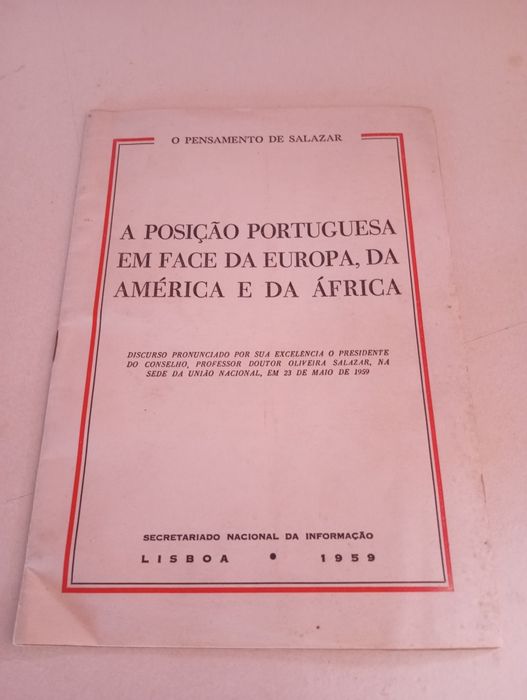 O PENSAMENTO DE SALAZAR
A POSIÇÃO PORTUGUESA
EM FACE DA EUROPA, DA
AMÉRICA E DA ÁFRICA
DISCURSO PRONUNCIADO POR SUA EXCELÊNCIA O PRESIDENTE
DO CONSELHO, PROFESSOR DOUTOR OLIVEIRA SALAZAR, NA
SEDE DA UNIÃO NACIONAL, EM 23 DE MAIO DE 1959
SECRETARIADO NACIONAL DA INFORMAÇÃO
LISBOA • 1959